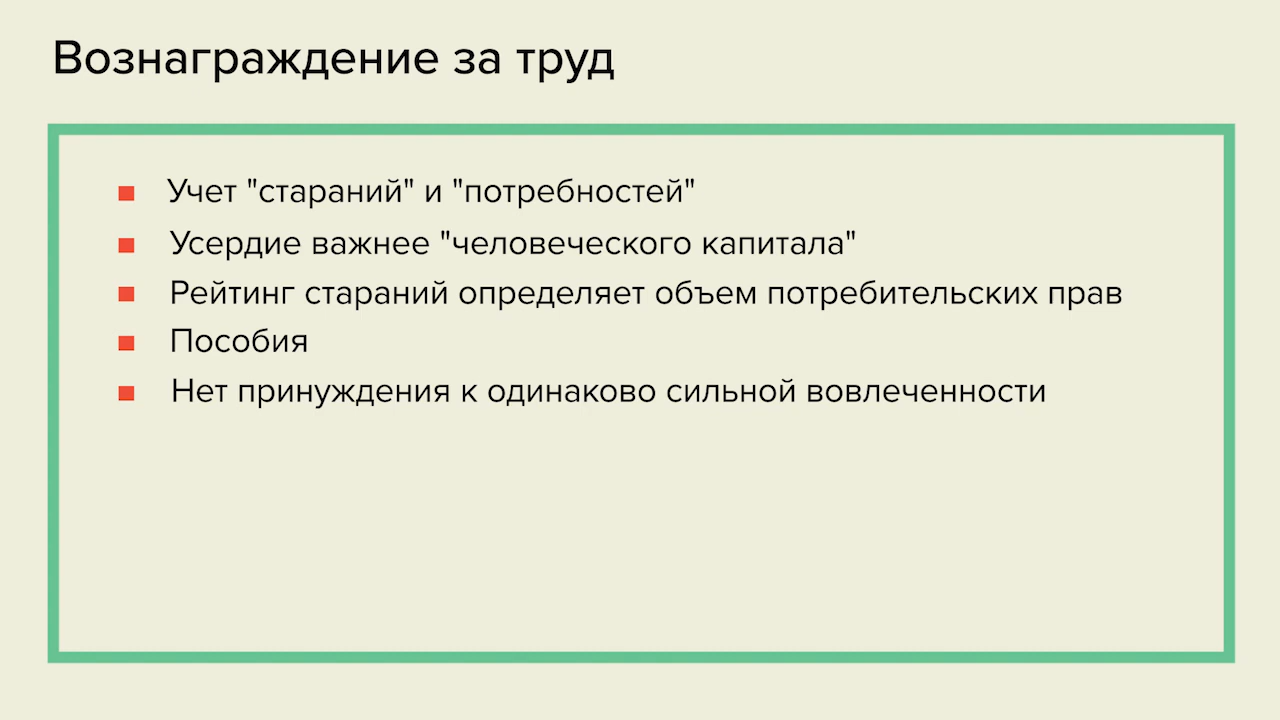 Вознаграждение за труд
Учет "стараний" и "потребностей"
Усердие важнее "человеческого капитала"
Рейтинг стараний определяет объем потребительских прав
Пособия
Нет принуждения к одинаково сильной вовлеченности